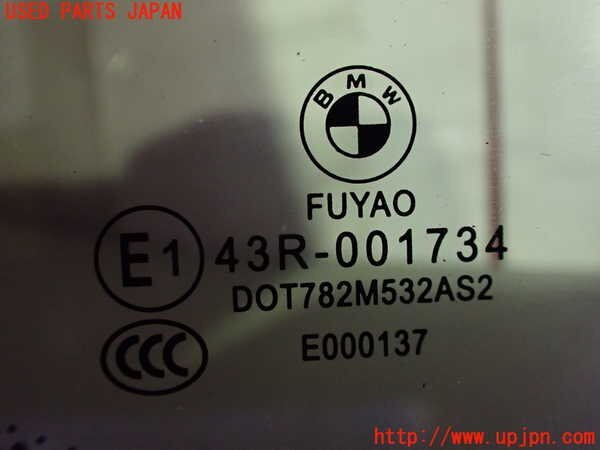 USED PARTS JAPAN
BMW
FUYAO
E1 43R-001734
DOT782M532AS2
CCC E000137
http://www.upjpn.com/